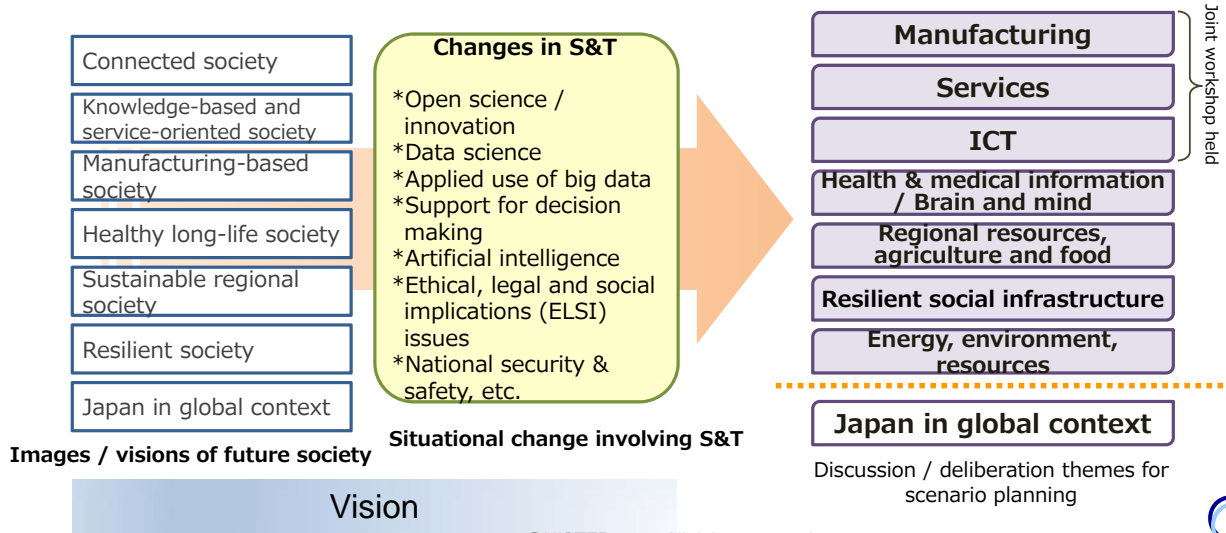 Connected society
Knowledge-based and
service-oriented society
Manufacturing-based
society
Healthy long-life society
Sustainable regional
society
Resilient society
Japan in global context
Images / visions of future society
Changes in S&T
*Open science /
innovation
*Data science
*Applied use of big data
*Support for decision
making
*Artificial intelligence
*Ethical, legal and social
implications (ELSI)
issues
*National security &
safety, etc.
Situational change involving S&T
Manufacturing
Services
ICT
Health & medical information
/ Brain and mind
Regional resources,
agriculture and food
Resilient social infrastructure
Energy, environment,
resources
Japan in global context
Discussion / deliberation themes for
scenario planning
Joint workshop held
Vision